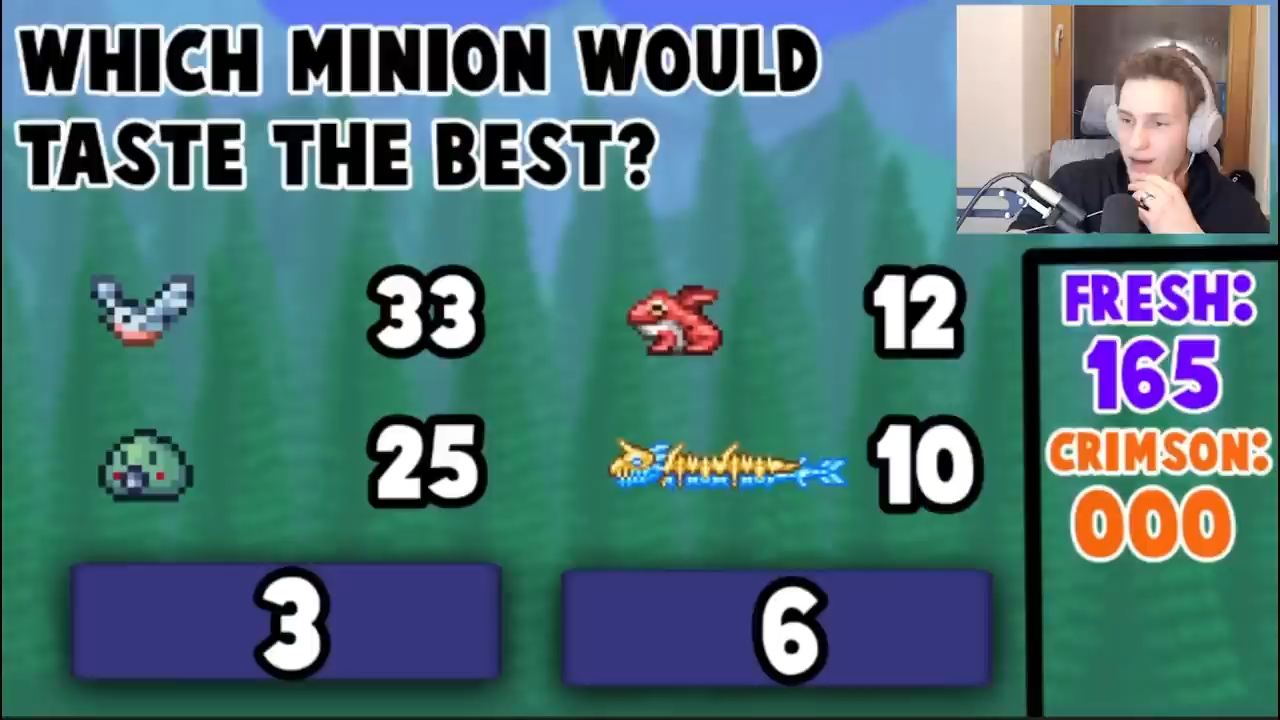 WHICH MINION WOULD
TASTE THE BEST?
33
12
25
10
3
6
FRESH:
165
CRIMSON:
000